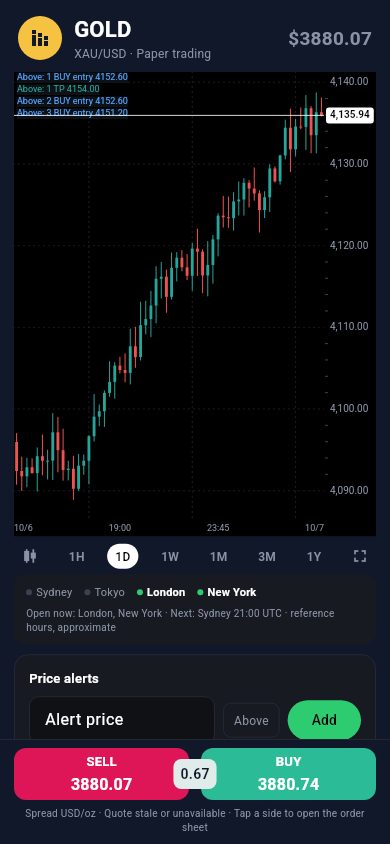 GOLD
XAU/USD · Paper trading
$3880.07
Above: 1 BUY entry 4152.60
Above: 1 TP 4154.00
Above: 2 BUY entry 4152.60
Above: 3 BUY entry 4151.20
4,140.00
4,135.94
4,130.00
4,120.00
4,110.00
4,100.00
4,090.00
10/6 19:00 23:45 10/7
1H 1D 1W 1M 3M 1Y
Sydney Tokyo London New York
Open now: London, New York · Next: Sydney 21:00 UTC · reference
hours, approximate
Price alerts
Alert price Above Add
SELL
3880.07
0.67
BUY
3880.74
Spread USD/oz · Quote stale or unavailable · Tap a side to open the order
sheet